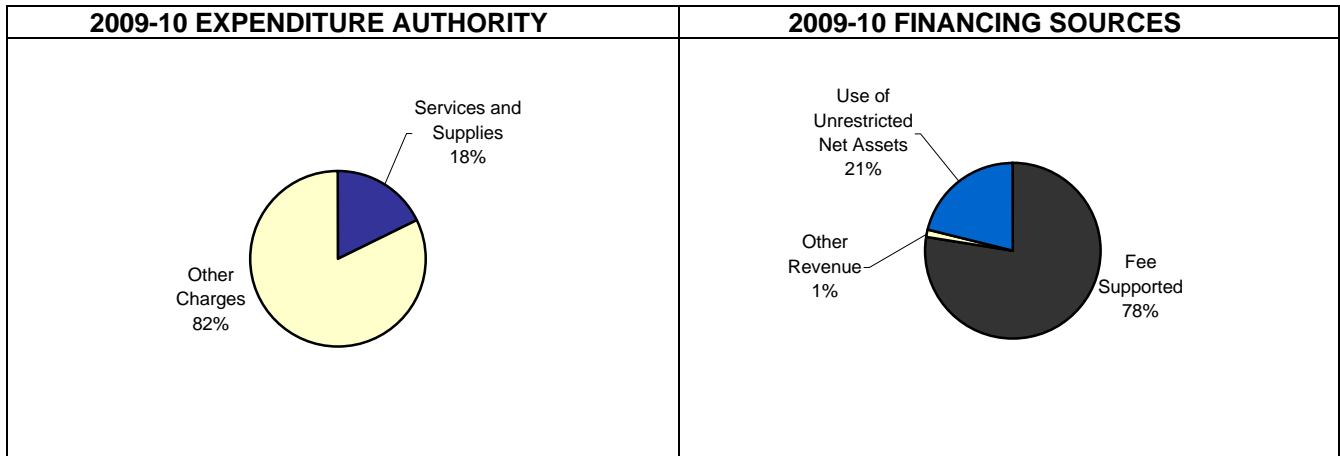 2009-10 EXPENDITURE AUTHORITY
Services and
Supplies
18%
Other
Charges
82%
2009-10 FINANCING SOURCES
Use of
Unrestricted
Net Assets
21%
Other
Revenue
1%
Fee
Supported
78%